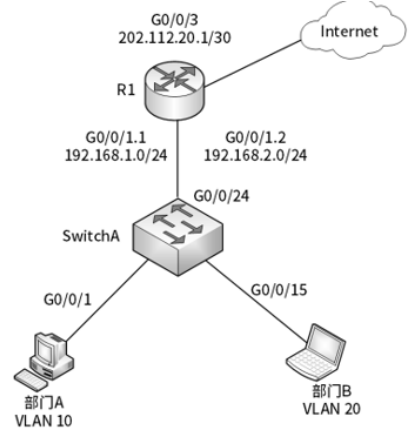 G0/0/3
202.112.20.1/30
Internet
R1
G0/0/1.1
192.168.1.0/24
G0/0/1.2
192.168.2.0/24
G0/0/24
SwitchA
G0/0/1
G0/0/15
部门A
VLAN 10
部门B
VLAN 20